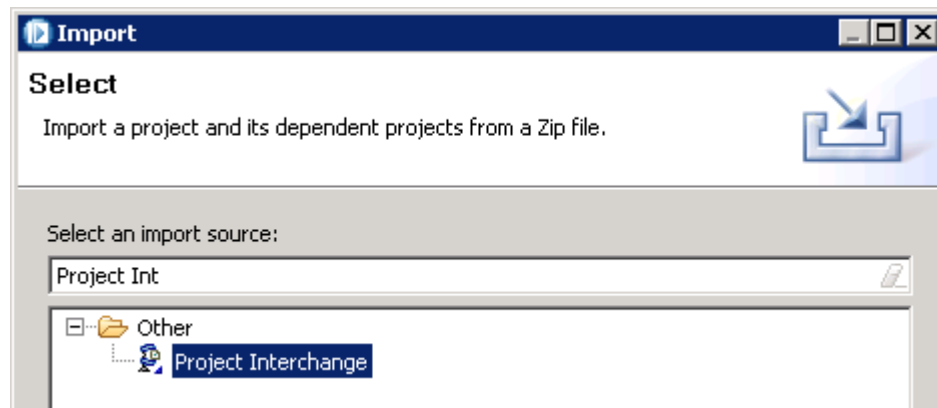 Import
Select
Import a project and its dependent projects from a Zip file.
Select an import source:
Project Int
Other
Project Interchange